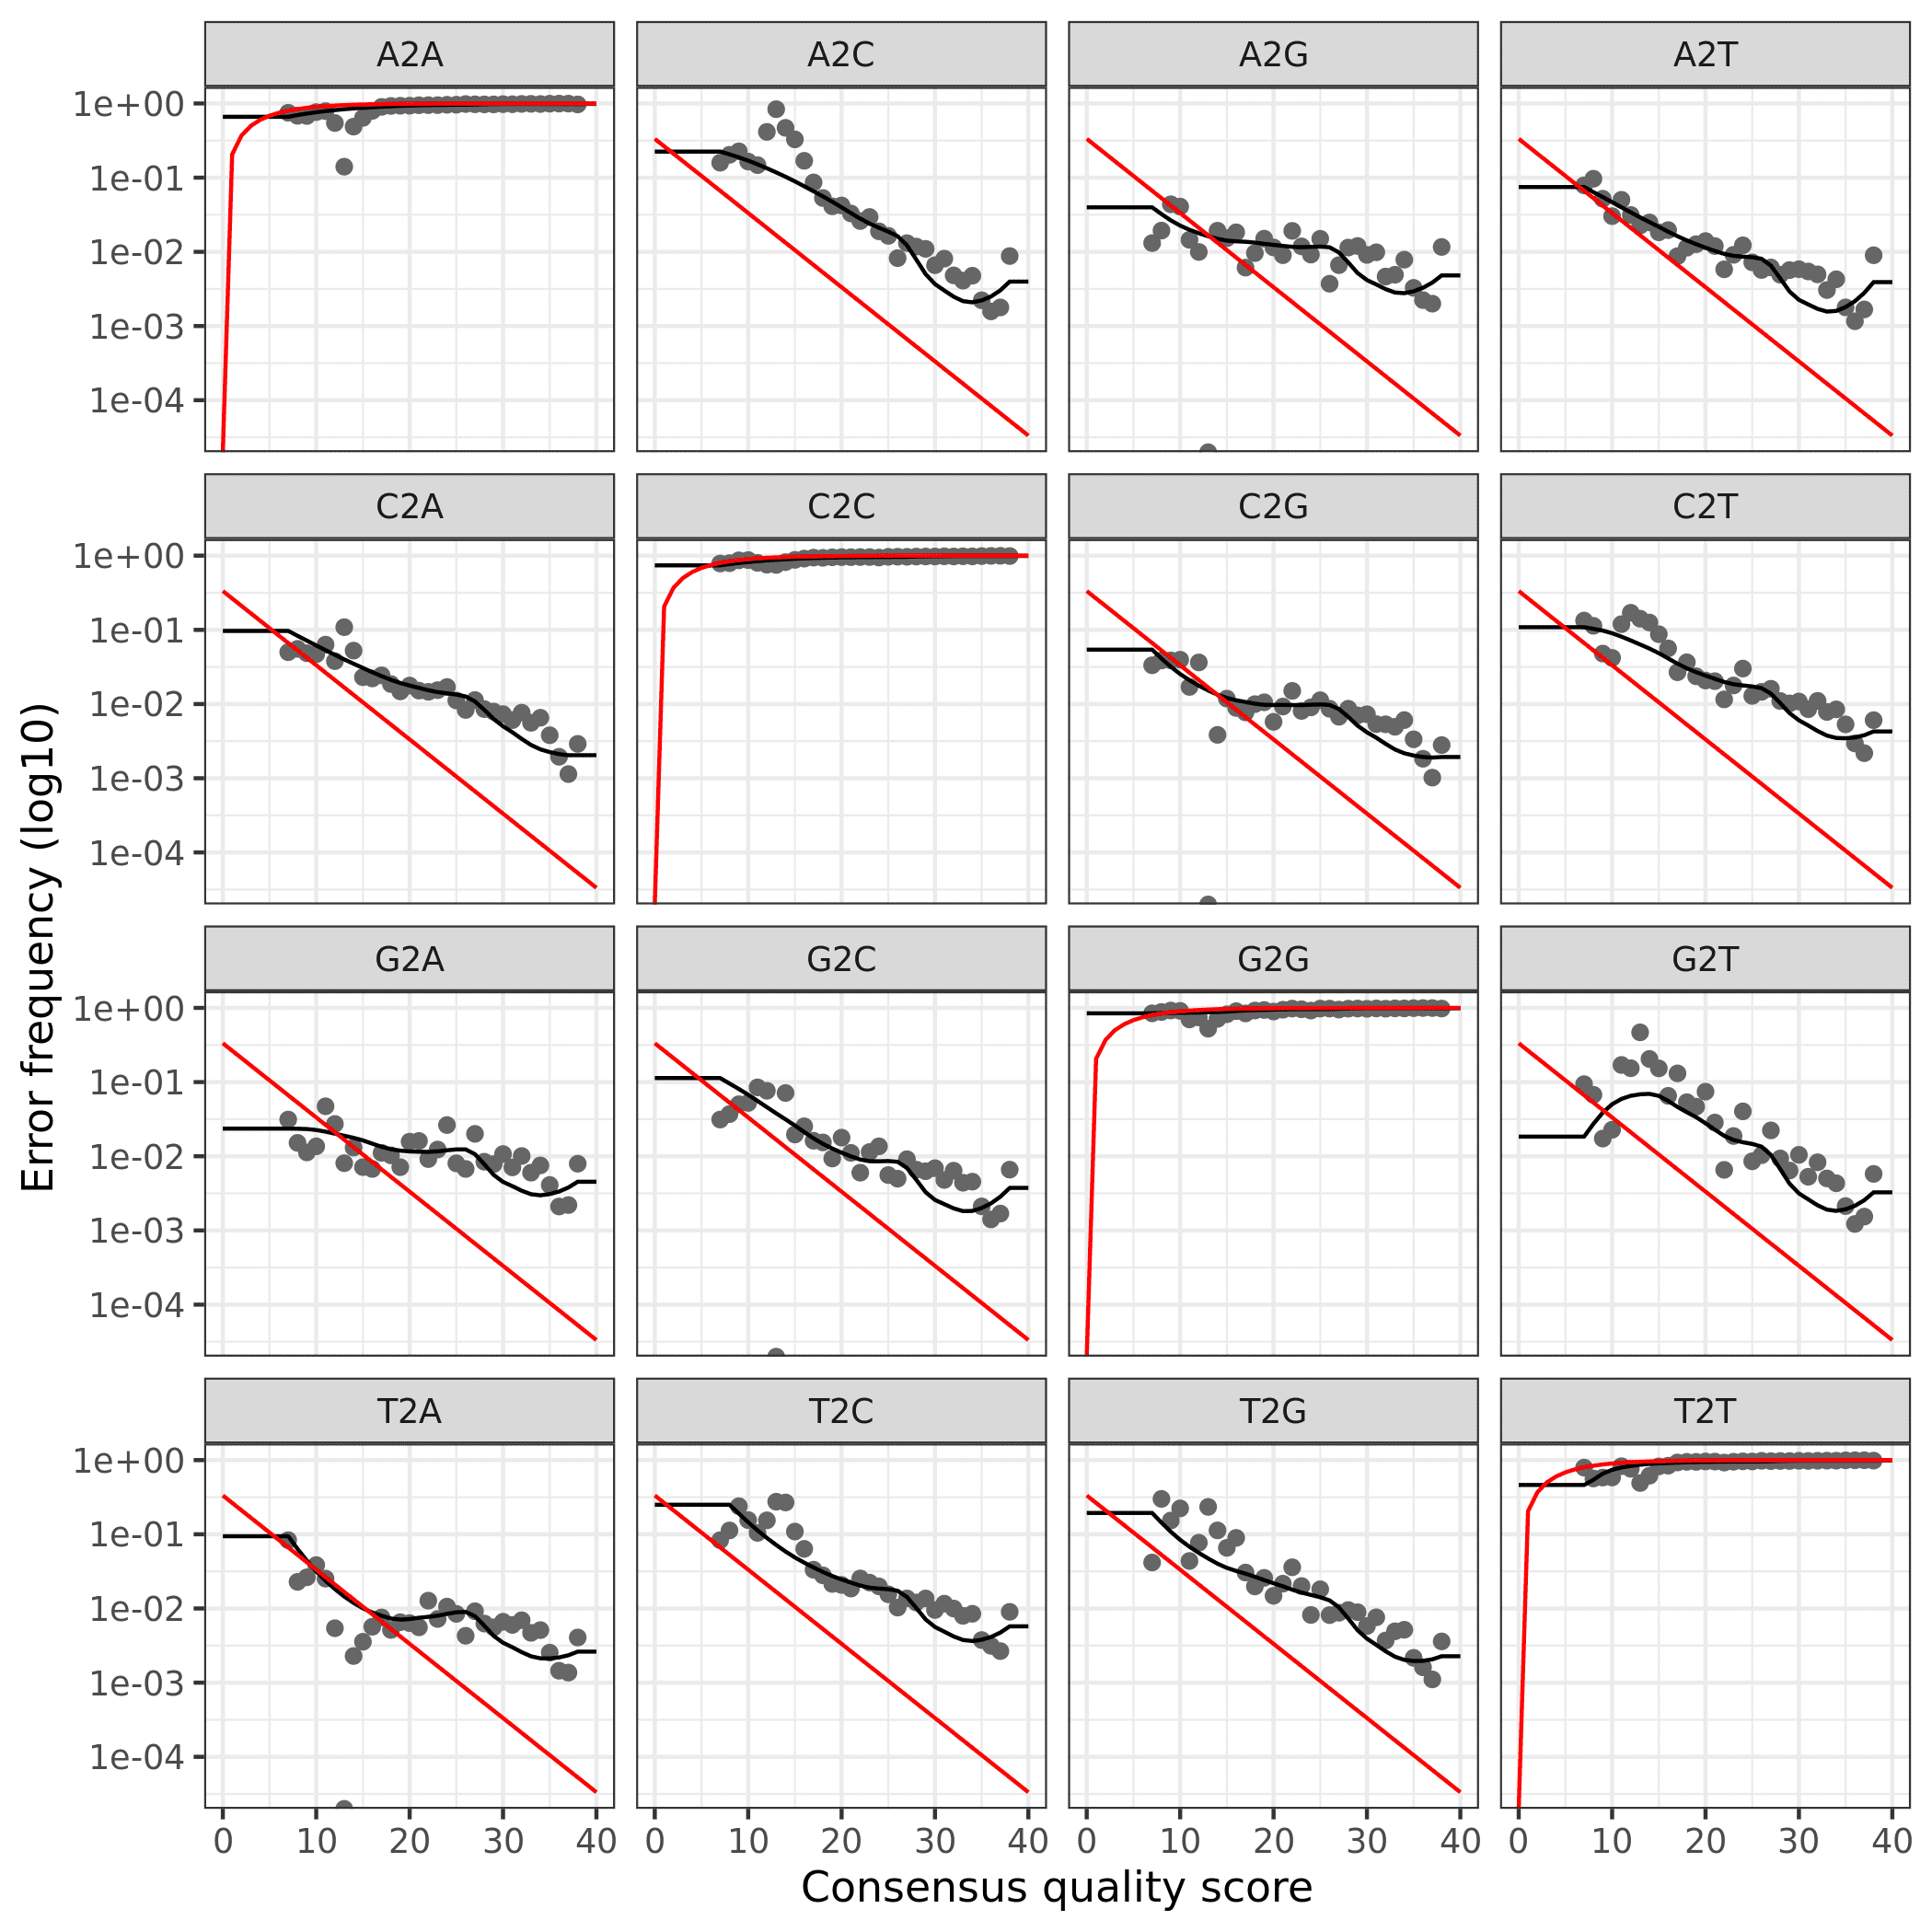 A2A A2C A2G A2T
1e+00
1e-01
1e-02
1e-03
1e-04
C2A C2C C2G C2T
1e+00
1e-01
1e-02
1e-03
1e-04
G2A G2C G2G G2T
1e+00
1e-01
1e-02
1e-03
1e-04
T2A T2C T2G T2T
1e+00
1e-01
1e-02
1e-03
1e-04
0 10 20 30 40 0 10 20 30 40 0 10 20 30 40 0 10 20 30 40
Consensus quality score
Error frequency (log10)